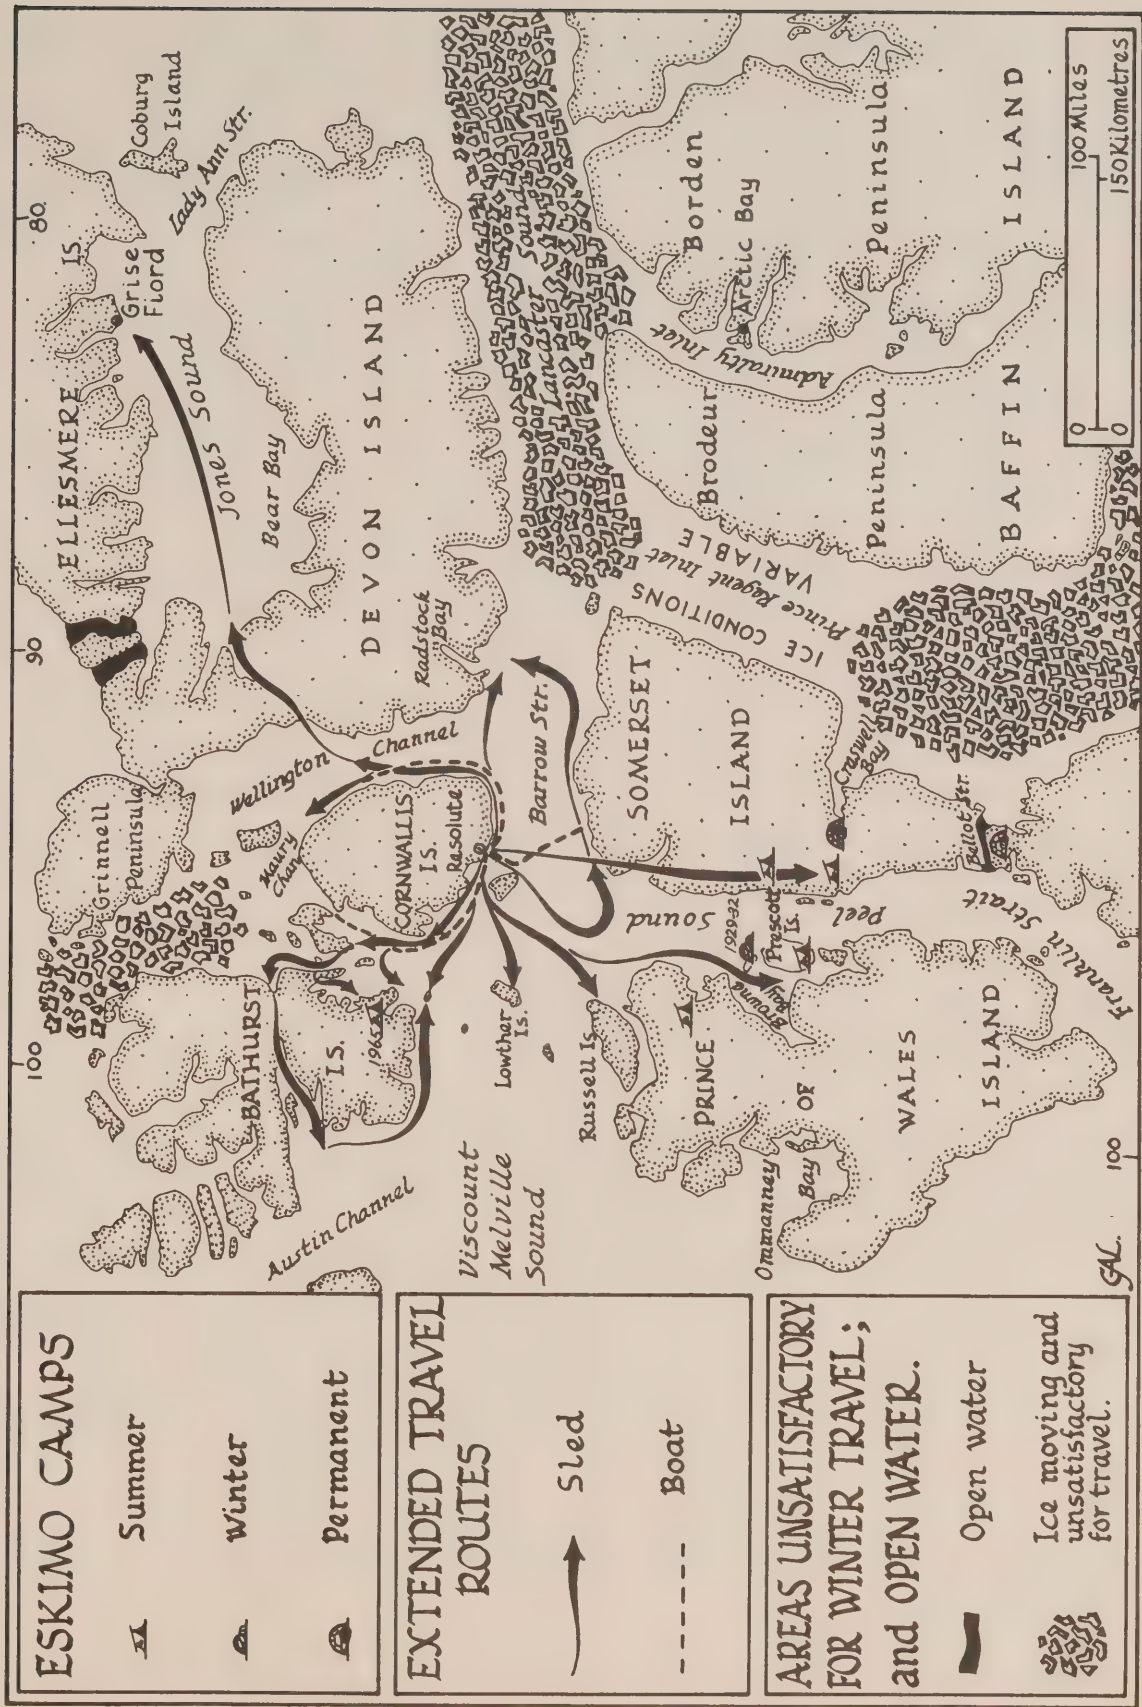 ESKIMO CAMPS
Summer
Winter
Permanent
EXTENDED TRAVEL
ROUTES
Sled
Boat
AREAS UNSATISFACTORY
FOR WINTER TRAVEL;
and OPEN WATER.
Open water
Ice moving and
unsatisfactory
for travel.
100
90
80.
ELLESMERE IS.
Grise
Fiord
Coburg
Island
Lady Ann Str.
Jones Sound
Bear Bay
DEVON ISLAND
Radstock
Bay
Grinnell
Peninsula
Wellington Channel
Maury
Chan.
CORNWALLIS
IS.
Resolute
BATHURST
IS.
1965
Austin Channel
Viscount
Melville
Sound
Lowther
Is.
Russell Is.
Barrow Str.
Lancaster Sound
SOMERSET
ISLAND
ICE CONDITIONS VARIABLE
Prince Regent Inlet
Brodeur
Peninsula
Admiralty Inlet
Arctic Bay
Borden
Peninsula
BAFFIN ISLAND
Creswell
Bay
Bellot Str.
Peel Sound
1929-32
Prescott
Is.
Browne
Bay
PRINCE
OF
WALES
ISLAND
Ommanney
Bay
Franklin Strait
100
GAL.
0 100 Miles
0 150 Kilometres